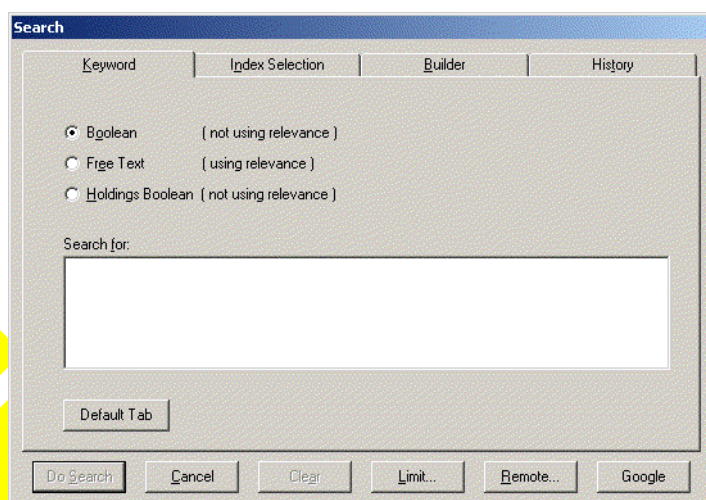 Search
Keyword Index Selection Builder History
Boolean ( not using relevance )
Free Text ( using relevance )
Holdings Boolean ( not using relevance )
Search for:
Default Tab
Do Search Cancel Clear Limit... Remote... Google